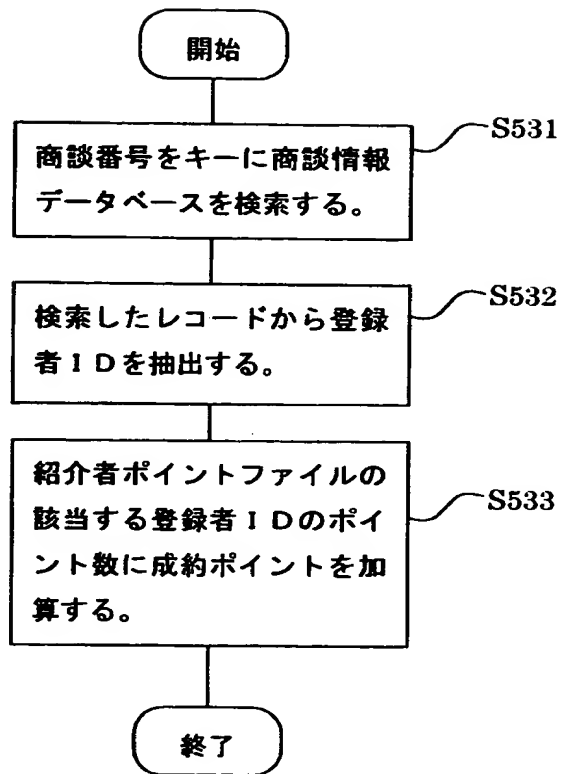 開始
S531
商談番号をキーに商談情報
データベースを検索する。
S532
検索したレコードから登録
者IDを抽出する。
S533
紹介者ポイントファイルの
該当する登録者IDのポイ
ント数に成約ポイントを加
算する。
終了